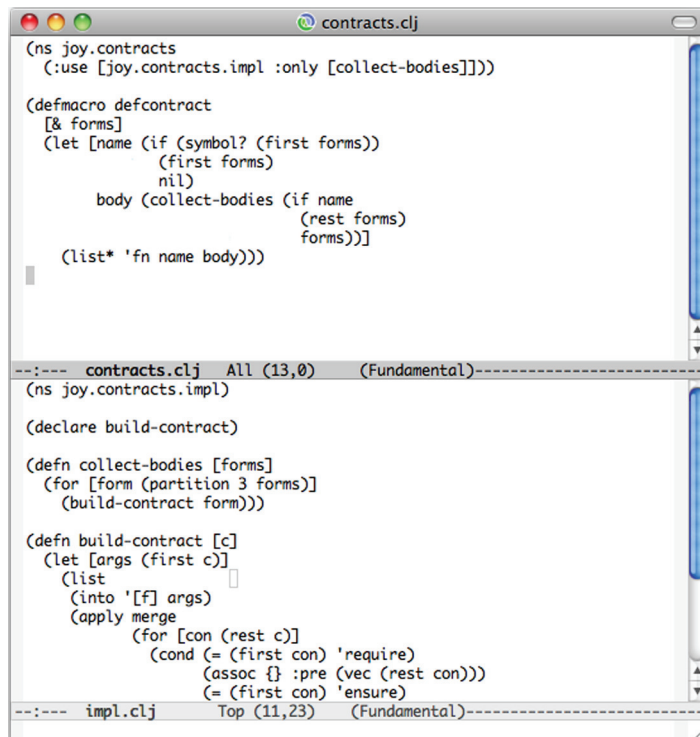 contracts.clj
(ns joy.contracts
  (:use [joy.contracts.impl :only [collect-bodies]]))
(defmacro defcontract
  [& forms]
  (let [name (if (symbol? (first forms))
               (first forms)
               nil)
        body (collect-bodies (if name
                               (rest forms)
                               forms))]
    (list* 'fn name body)))
--:---  contracts.clj   All (13,0)     (Fundamental)--------------------------
(ns joy.contracts.impl)
(declare build-contract)
(defn collect-bodies [forms]
  (for [form (partition 3 forms)]
    (build-contract form)))
(defn build-contract [c]
  (let [args (first c)]
    (list
     (into '[f] args)
     (apply merge
            (for [con (rest c)]
              (cond (= (first con) 'require)
                    (assoc {} :pre (vec (rest con)))
                    (= (first con) 'ensure)
--:---  impl.clj       Top (11,23)    (Fundamental)---------------------------